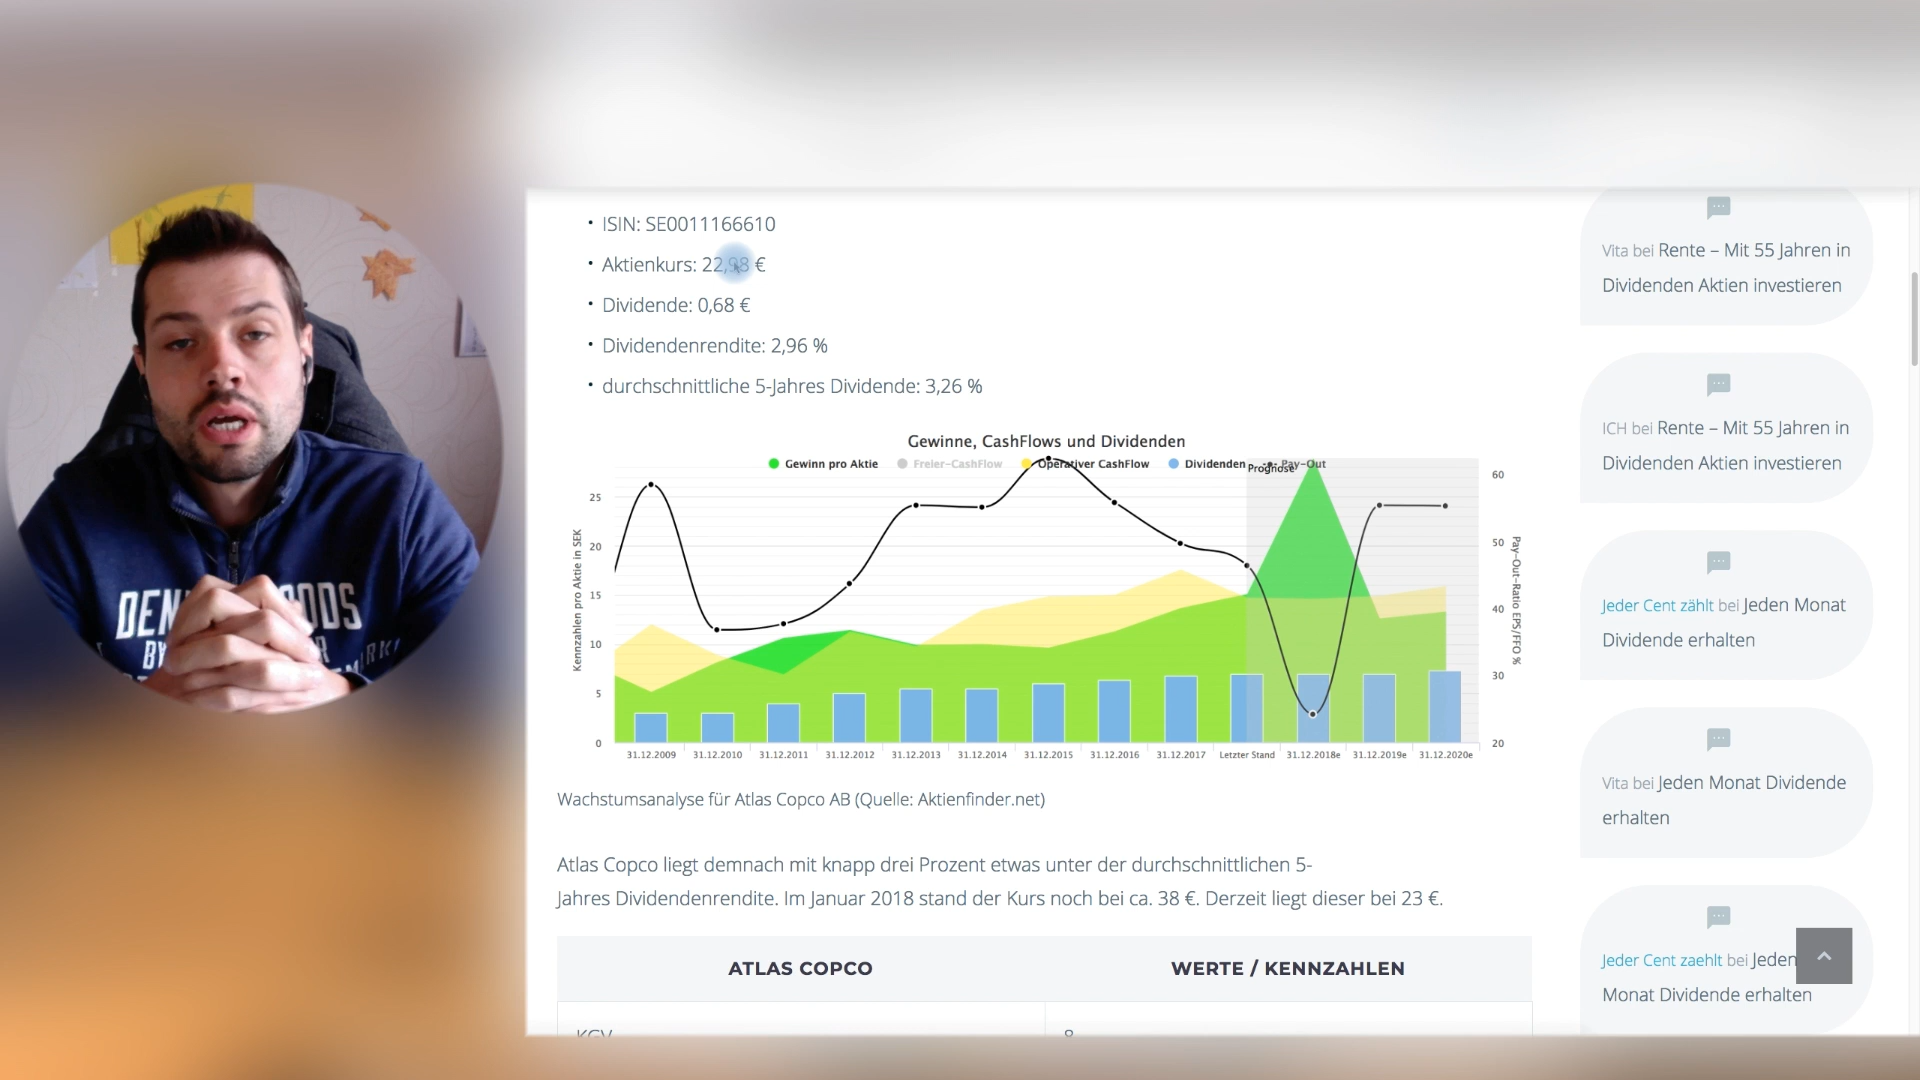 ISIN: SE0011166610
Aktienkurs: 22,98 €
Dividende: 0,68 €
Dividendenrendite: 2,96 %
durchschnittliche 5-Jahres Dividende: 3,26 %
Gewinne, CashFlows und Dividenden
Gewinn pro Aktie
Freier-CashFlow
Operativer CashFlow
Dividenden
Prognose
Pay-Out
Kennzahlen pro Aktie in SEK
25
20
15
10
5
0
Pay-Out-Ratio EPS/FFO %
60
50
40
30
20
31.12.2009 31.12.2010 31.12.2011 31.12.2012 31.12.2013 31.12.2014 31.12.2015 31.12.2016 31.12.2017 Letzter Stand 31.12.2018e 31.12.2019e 31.12.2020e
Wachstumsanalyse für Atlas Copco AB (Quelle: Aktienfinder.net)
Atlas Copco liegt demnach mit knapp drei Prozent etwas unter der durchschnittlichen 5-
Jahres Dividendenrendite. Im Januar 2018 stand der Kurs noch bei ca. 38 €. Derzeit liegt dieser bei 23 €.
ATLAS COPCO
WERTE / KENNZAHLEN
KGV
8
Vita bei Rente – Mit 55 Jahren in
Dividenden Aktien investieren
ICH bei Rente – Mit 55 Jahren in
Dividenden Aktien investieren
Jeder Cent zählt bei Jeden Monat
Dividende erhalten
Vita bei Jeden Monat Dividende
erhalten
Jeder Cent zaehlt bei Jeden
Monat Dividende erhalten
BY